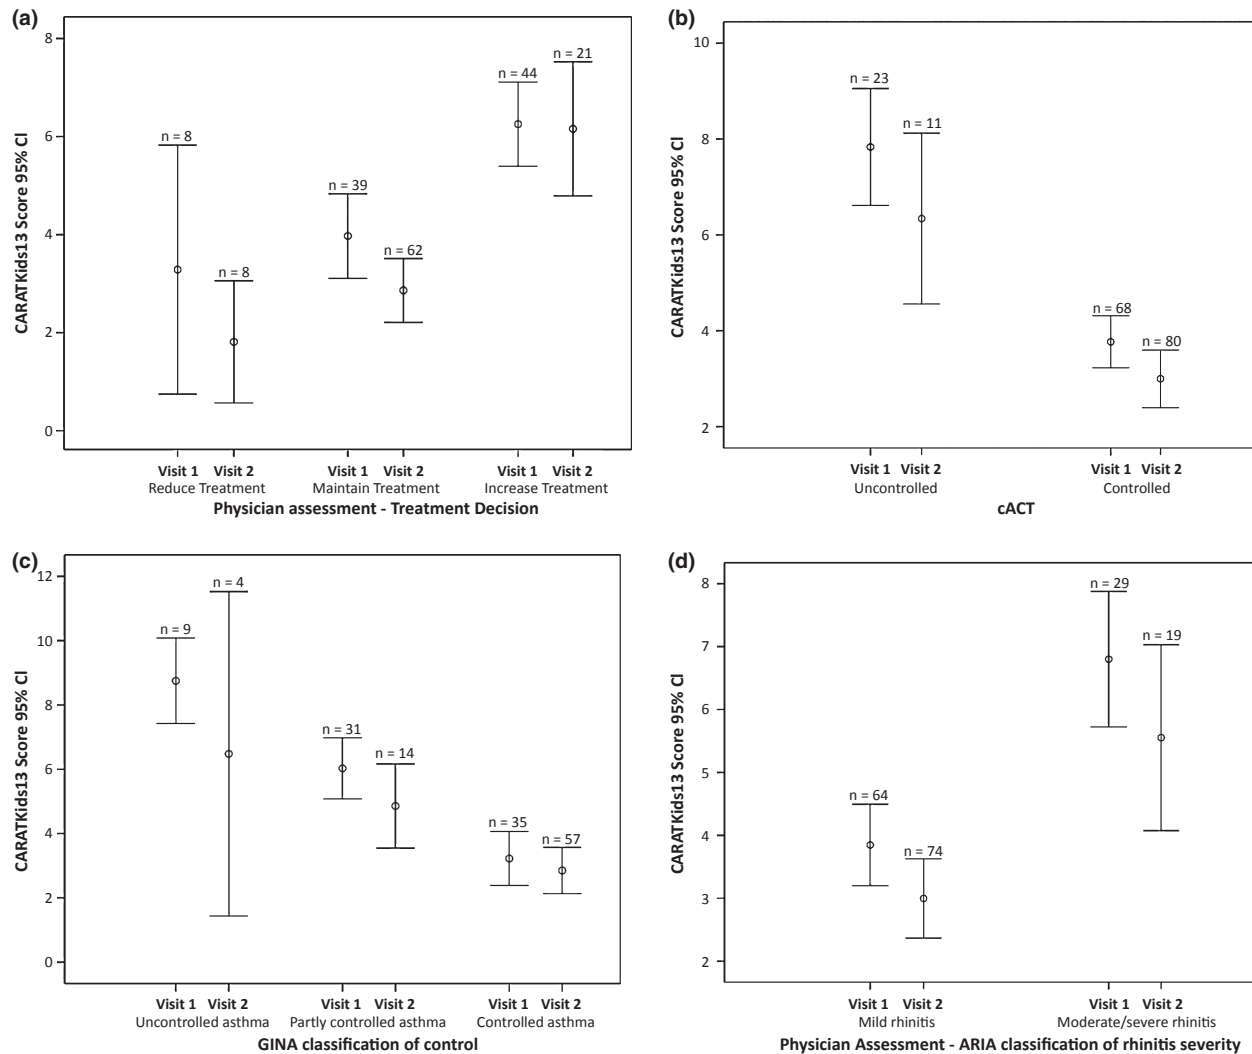 (a)
CARATKids13 Score 95% CI
8
6
4
2
0
n = 8
n = 8
n = 39
n = 62
n = 44
n = 21
Visit 1 Visit 2 Visit 1 Visit 2 Visit 1 Visit 2
Reduce Treatment Maintain Treatment Increase Treatment
Physician assessment - Treatment Decision
(b)
CARATKids13 Score 95% CI
10
8
6
4
2
n = 23
n = 11
n = 68
n = 80
Visit 1 Visit 2 Visit 1 Visit 2
Uncontrolled Controlled
cACT
(c)
CARATKids13 Score 95% CI
12
10
8
6
4
2
0
n = 9
n = 4
n = 31
n = 14
n = 35
n = 57
Visit 1 Visit 2 Visit 1 Visit 2 Visit 1 Visit 2
Uncontrolled asthma Partly controlled asthma Controlled asthma
GINA classification of control
(d)
CARATKids13 Score 95% CI
8
7
6
5
4
3
2
n = 64
n = 74
n = 29
n = 19
Visit 1 Visit 2 Visit 1 Visit 2
Mild rhinitis Moderate/severe rhinitis
Physician Assessment - ARIA classification of rhinitis severity